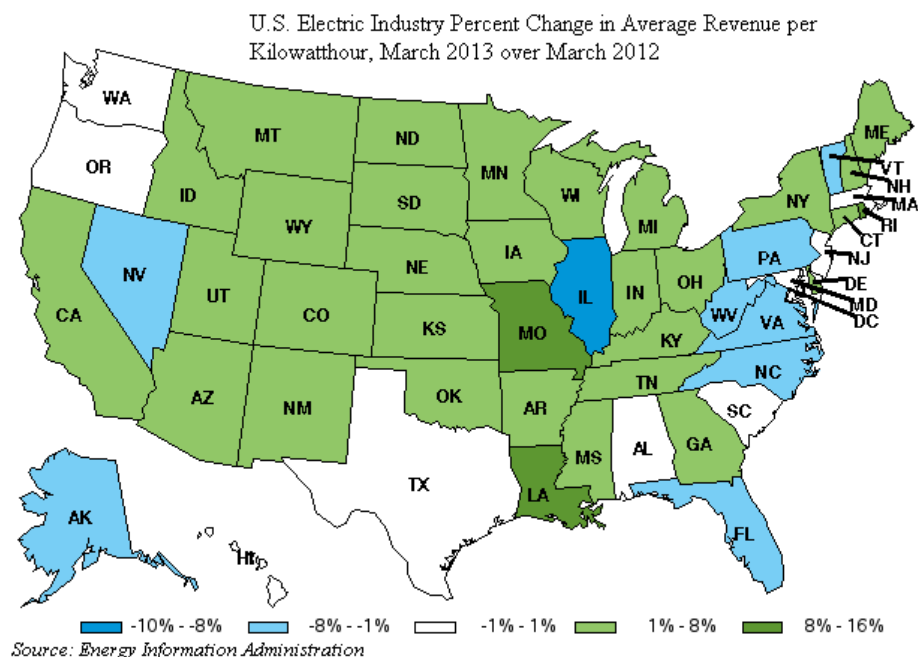 U.S. Electric Industry Percent Change in Average Revenue per
Kilowatthour, March 2013 over March 2012
WA
MT
ND
ME
OR
MN
VT
ID
SD
WI
NH
NY
MA
WY
MI
RI
IA
CT
NE
PA
NJ
NV
IL
IN
OH
DE
UT
MD
CA
CO
WV
VA
DC
KS
MO
KY
NC
TN
AZ
NM
OK
AR
SC
MS
AL
GA
TX
LA
AK
FL
HI
-10% - -8% -8% - -1% -1% - 1% 1% - 8% 8% - 16%
Source: Energy Information Administration